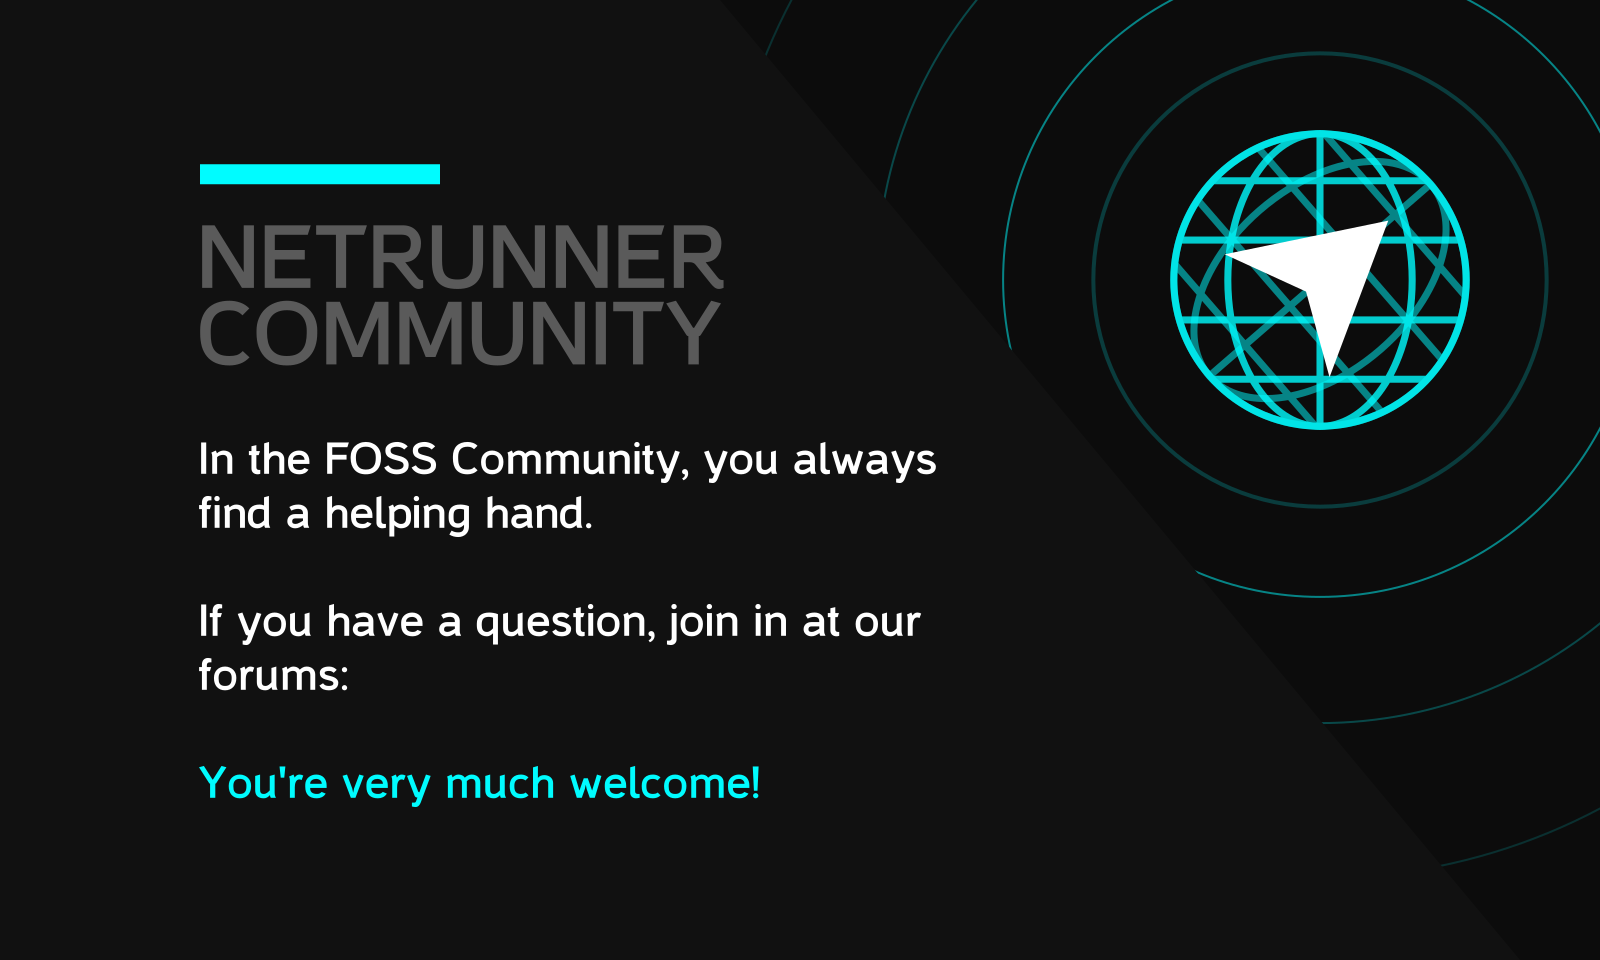 NETRUNNER
COMMUNITY
In the FOSS Community, you always
find a helping hand.
If you have a question, join in at our
forums:
You're very much welcome!